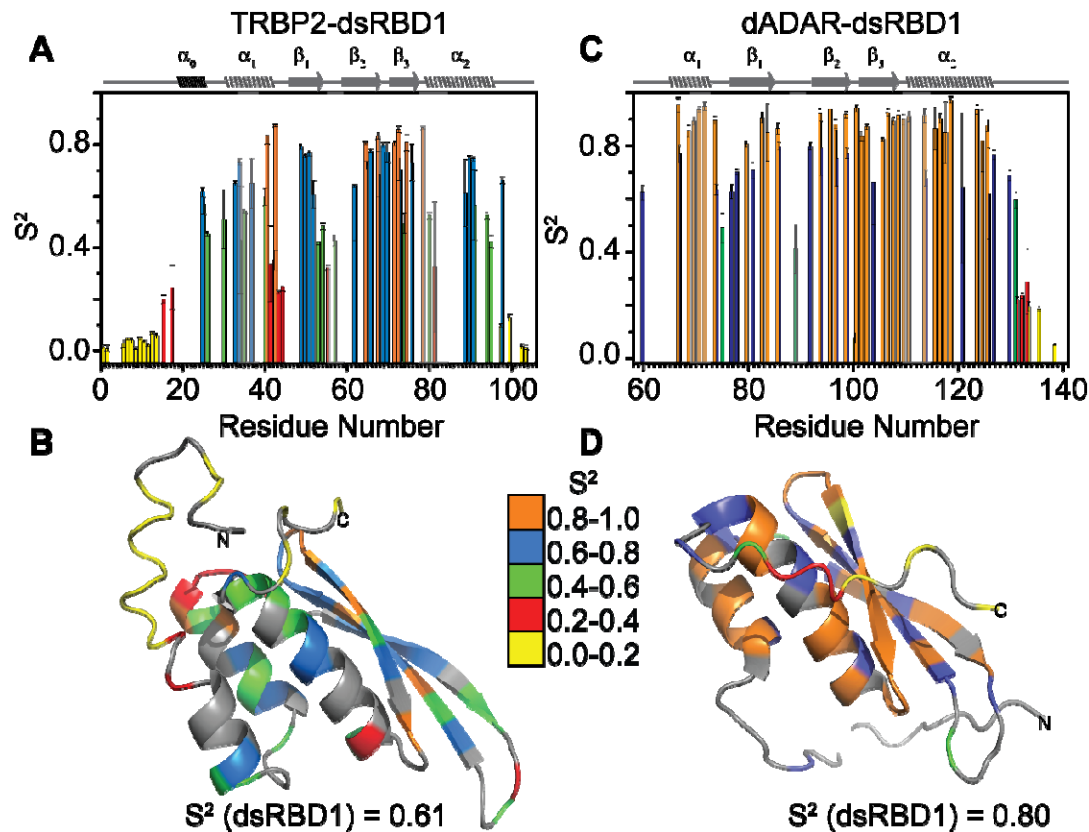 TRBP2-dsRBD1
dADAR-dsRBD1
A
α₀ α₁ β₁ β₂ β₃ α₂
C
α₁ β₁ β₂ β₃ α₂
S²
0.8
0.4
0.0
0 20 40 60 80 100
Residue Number
S²
0.8
0.4
0.0
60 80 100 120 140
Residue Number
B
N
C
S²
0.8-1.0
0.6-0.8
0.4-0.6
0.2-0.4
0.0-0.2
D
C
N
S² (dsRBD1) = 0.61
S² (dsRBD1) = 0.80